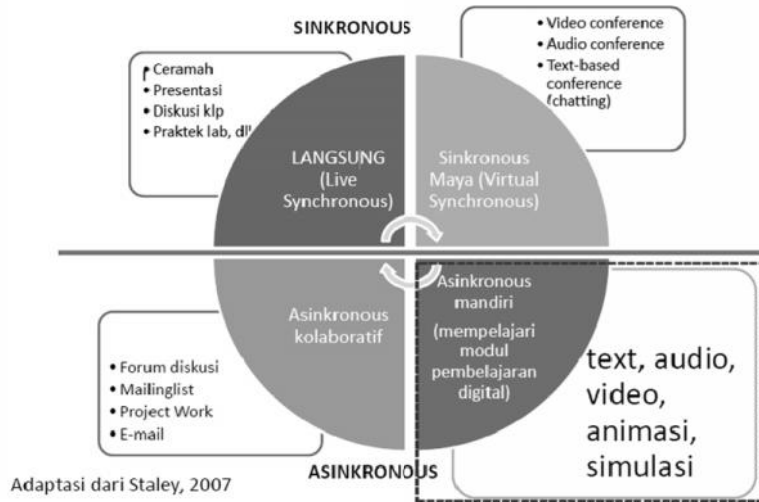 SINKRONOUS
• Ceramah
• Presentasi
• Diskusi klp
• Praktek lab, dll
LANGSUNG
(Live
Synchronous)
• Video conference
• Audio conference
• Text-based
conference
(chatting)
Sinkronous
Maya (Virtual
Synchronous)
Asinkronous
kolaboratif
• Forum diskusi
• Mailinglist
• Project Work
• E-mail
Asinkronous
mandiri
(mempelajari
modul
pembelajaran
digital)
text, audio,
video,
animasi,
simulasi
ASINKRONOUS
Adaptasi dari Staley, 2007